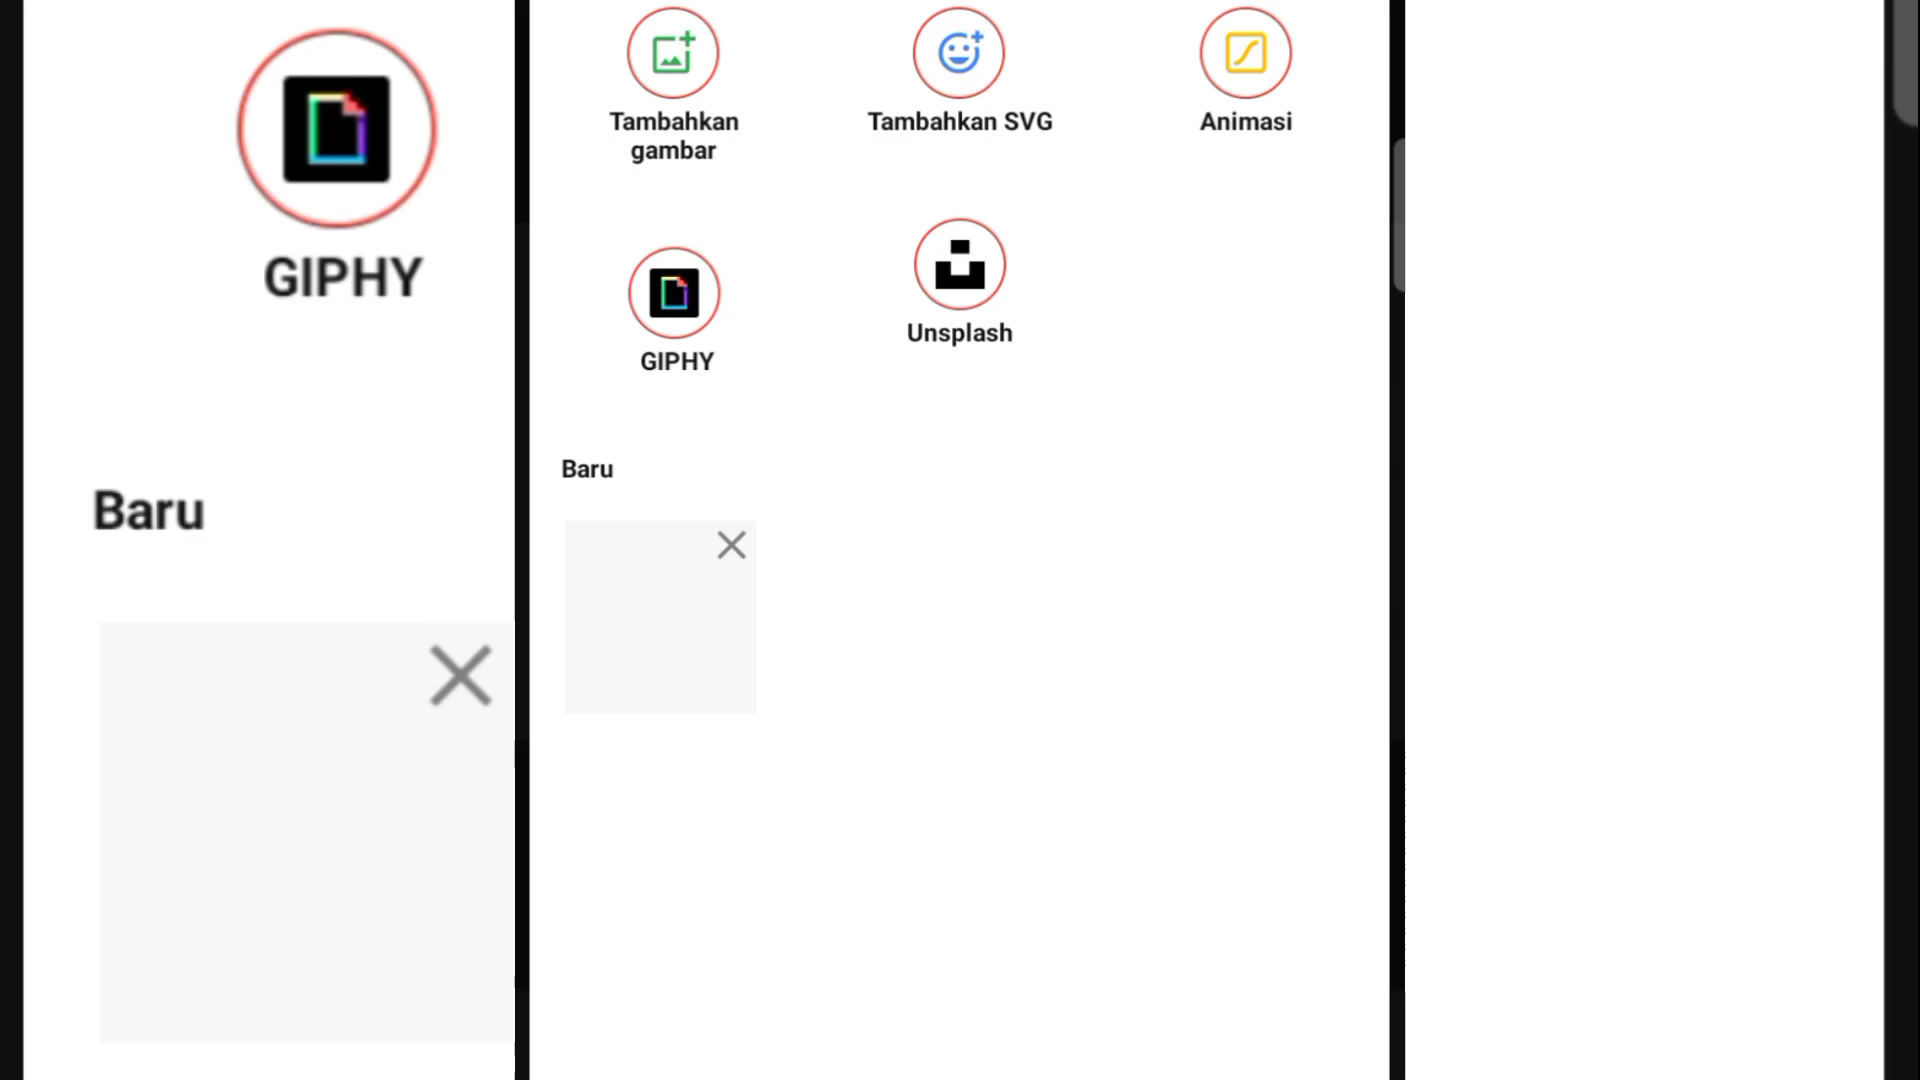 GIPHY
Baru
Tambahkan
gambar
Tambahkan SVG
Animasi
GIPHY
Unsplash
Baru